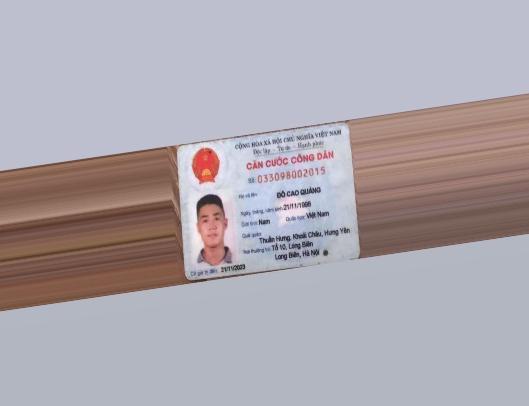 CỘNG HÒA XÃ HỘI CHỦ NGHĨA VIỆT NAM
Độc lập - Tự do - Hạnh phúc
CĂN CƯỚC CÔNG DÂN
Số: 033098002015
Họ và tên:
ĐỖ CAO QUẢNG
Ngày, tháng, năm sinh: 21/11/1998
Giới tính: Nam Quốc tịch: Việt Nam
Quê quán:
Thuần Hưng, Khoái Châu, Hưng Yên
Nơi thường trú: Tổ 10, Long Biên
Long Biên, Hà Nội
Có giá trị đến: 21/11/2023